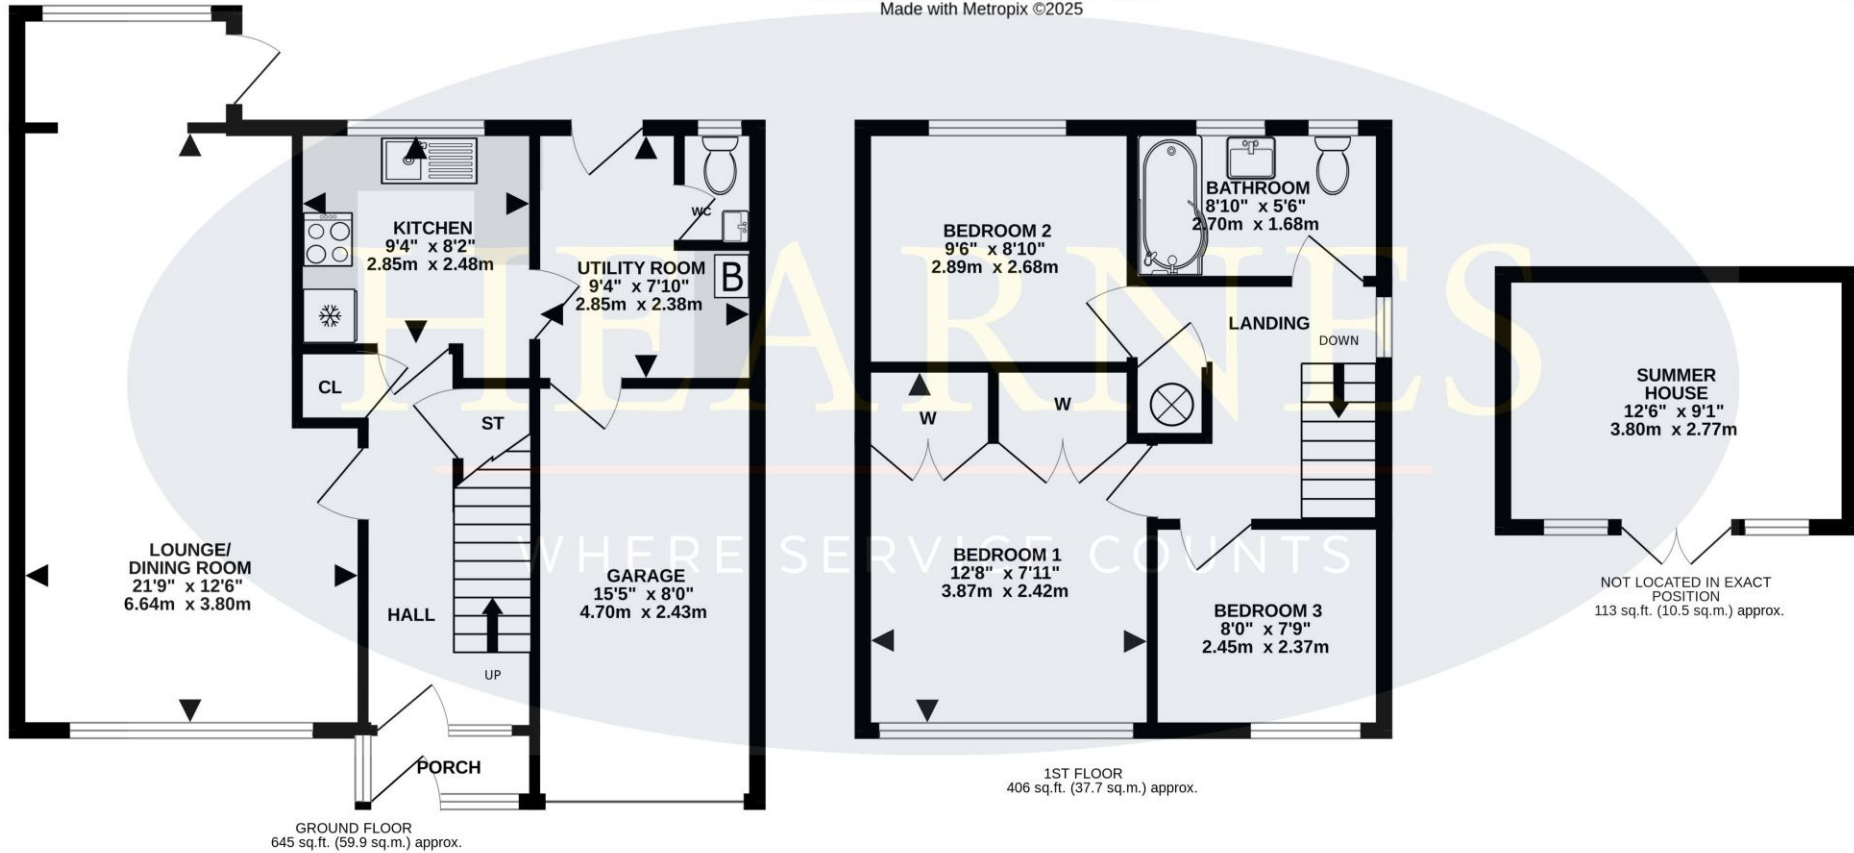 Made with Metropix ©2025
KITCHEN
9'4" x 8'2"
2.85m x 2.48m
WC
UTILITY ROOM
9'4" x 7'10"
2.85m x 2.38m
B
CL
ST
LOUNGE/
DINING ROOM
21'9" x 12'6"
6.64m x 3.80m
HALL
UP
GARAGE
15'5" x 8'0"
4.70m x 2.43m
PORCH
GROUND FLOOR
645 sq.ft. (59.9 sq.m.) approx.
BEDROOM 2
9'6" x 8'10"
2.89m x 2.68m
BATHROOM
8'10" x 5'6"
2.70m x 1.68m
LANDING
DOWN
W
W
BEDROOM 1
12'8" x 7'11"
3.87m x 2.42m
BEDROOM 3
8'0" x 7'9"
2.45m x 2.37m
1ST FLOOR
406 sq.ft. (37.7 sq.m.) approx.
SUMMER
HOUSE
12'6" x 9'1"
3.80m x 2.77m
NOT LOCATED IN EXACT
POSITION
113 sq.ft. (10.5 sq.m.) approx.
HEARNES
WHERE SERVICE COUNTS